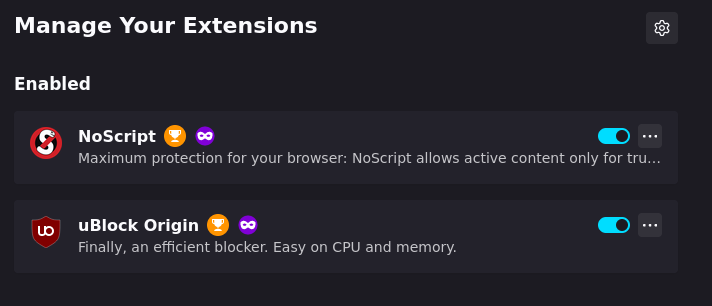 Manage Your Extensions
Enabled
NoScript
Maximum protection for your browser: NoScript allows active content only for tru…
uBlock Origin
Finally, an efficient blocker. Easy on CPU and memory.